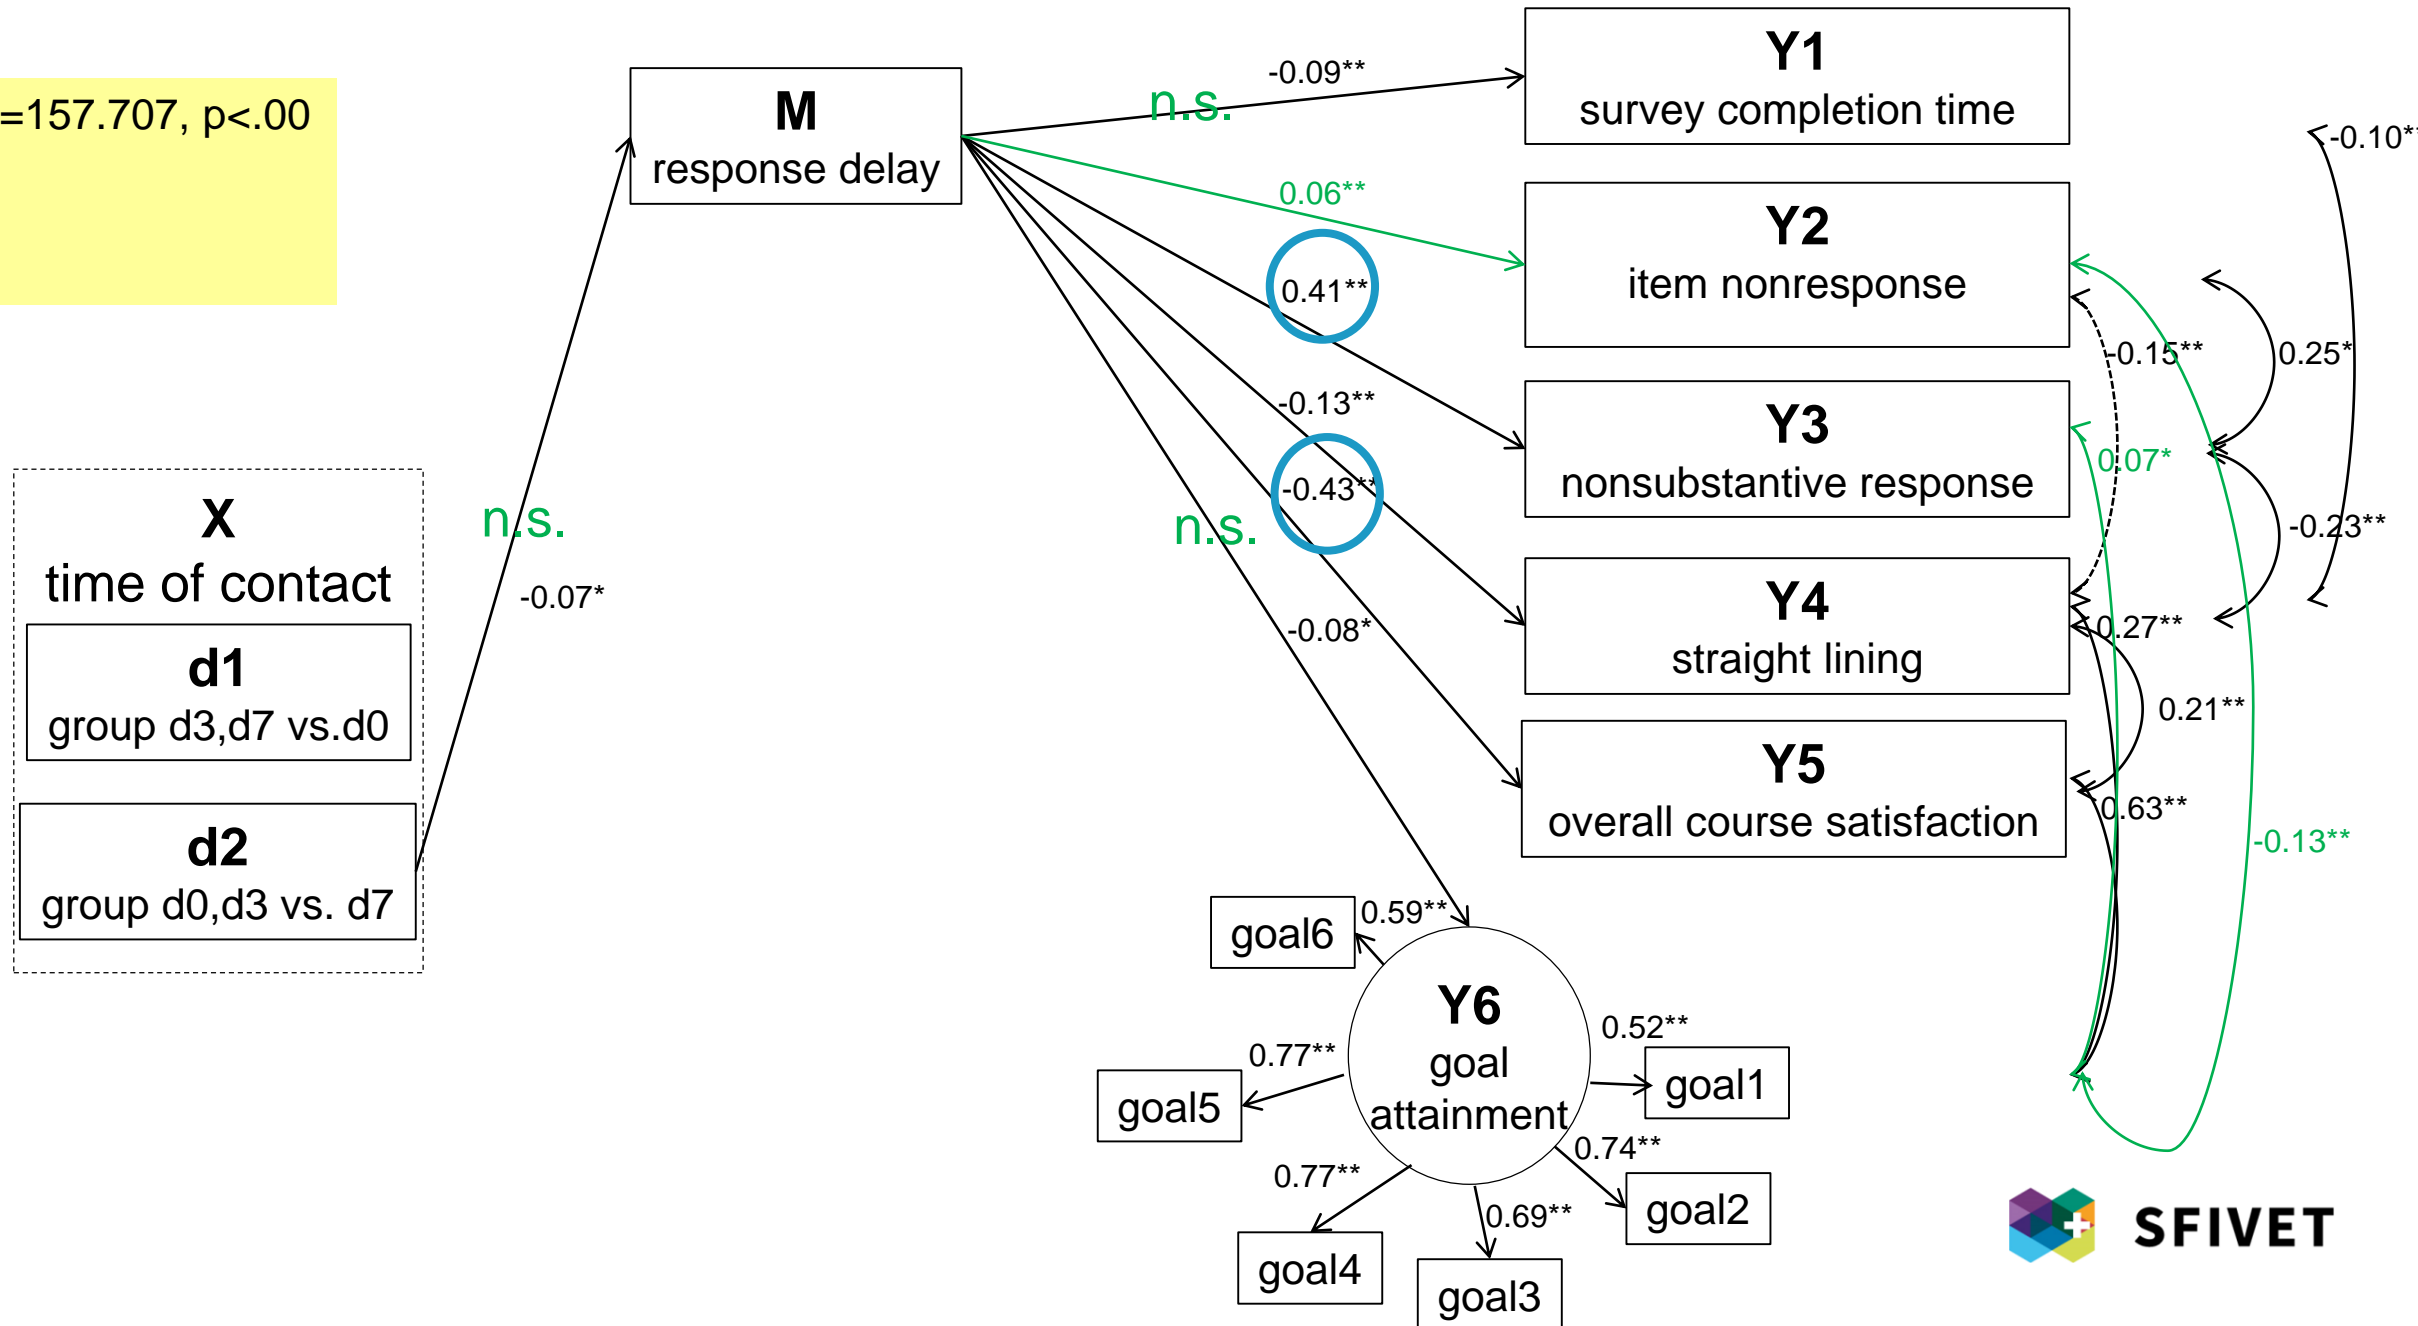 =157.707, p<.00
M
response delay
X
time of contact
d1
group d3,d7 vs.d0
d2
group d0,d3 vs. d7
n.s.
-0.07*
-0.09**
n.s.
0.06**
0.41**
-0.13**
-0.43**
n.s.
-0.08*
Y1
survey completion time
Y2
item nonresponse
Y3
nonsubstantive response
Y4
straight lining
Y5
overall course satisfaction
-0.10*
-0.15**
0.25*
0.07*
-0.23**
0.27**
0.21**
0.63**
-0.13**
Y6
goal
attainment
goal6
0.59**
goal5
0.77**
goal4
0.77**
goal3
0.69**
goal2
0.74**
goal1
0.52**
SFIVET